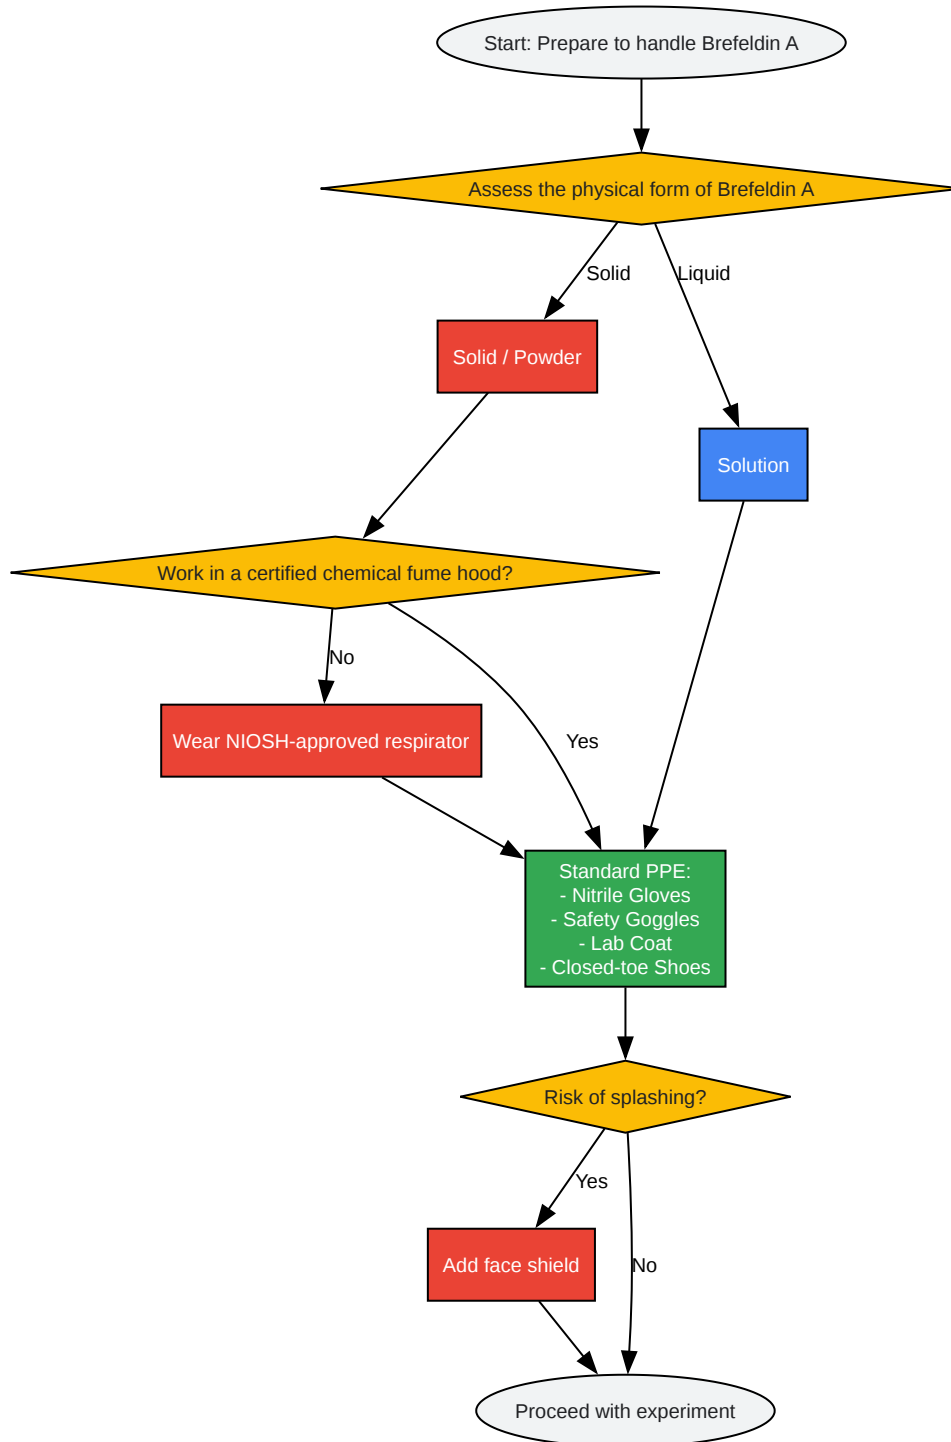 Start: Prepare to handle Brefeldin A
Assess the physical form of Brefeldin A
Solid
Liquid
Solid / Powder
Solution
Work in a certified chemical fume hood?
No
Wear NIOSH-approved respirator
Yes
Standard PPE:
- Nitrile Gloves
- Safety Goggles
- Lab Coat
- Closed-toe Shoes
Risk of splashing?
Yes
Add face shield
No
Proceed with experiment